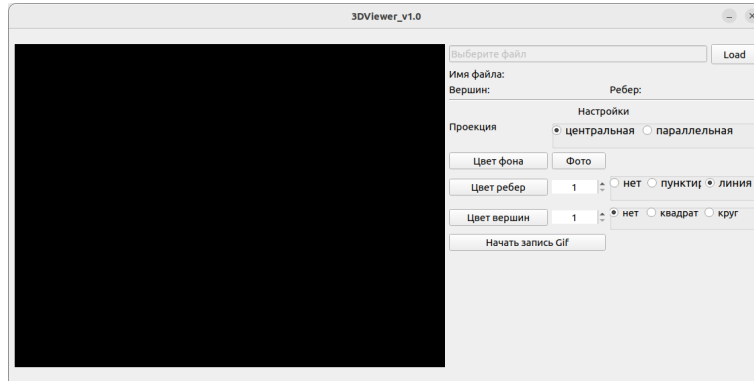 3DViewer_v1.0
Выберите файл Load
Имя файла:
Вершин: Ребер:
Настройки
Проекция центральная параллельная
Цвет фона Фото
Цвет ребер 1 нет пунктир линия
Цвет вершин 1 нет квадрат круг
Начать запись Gif